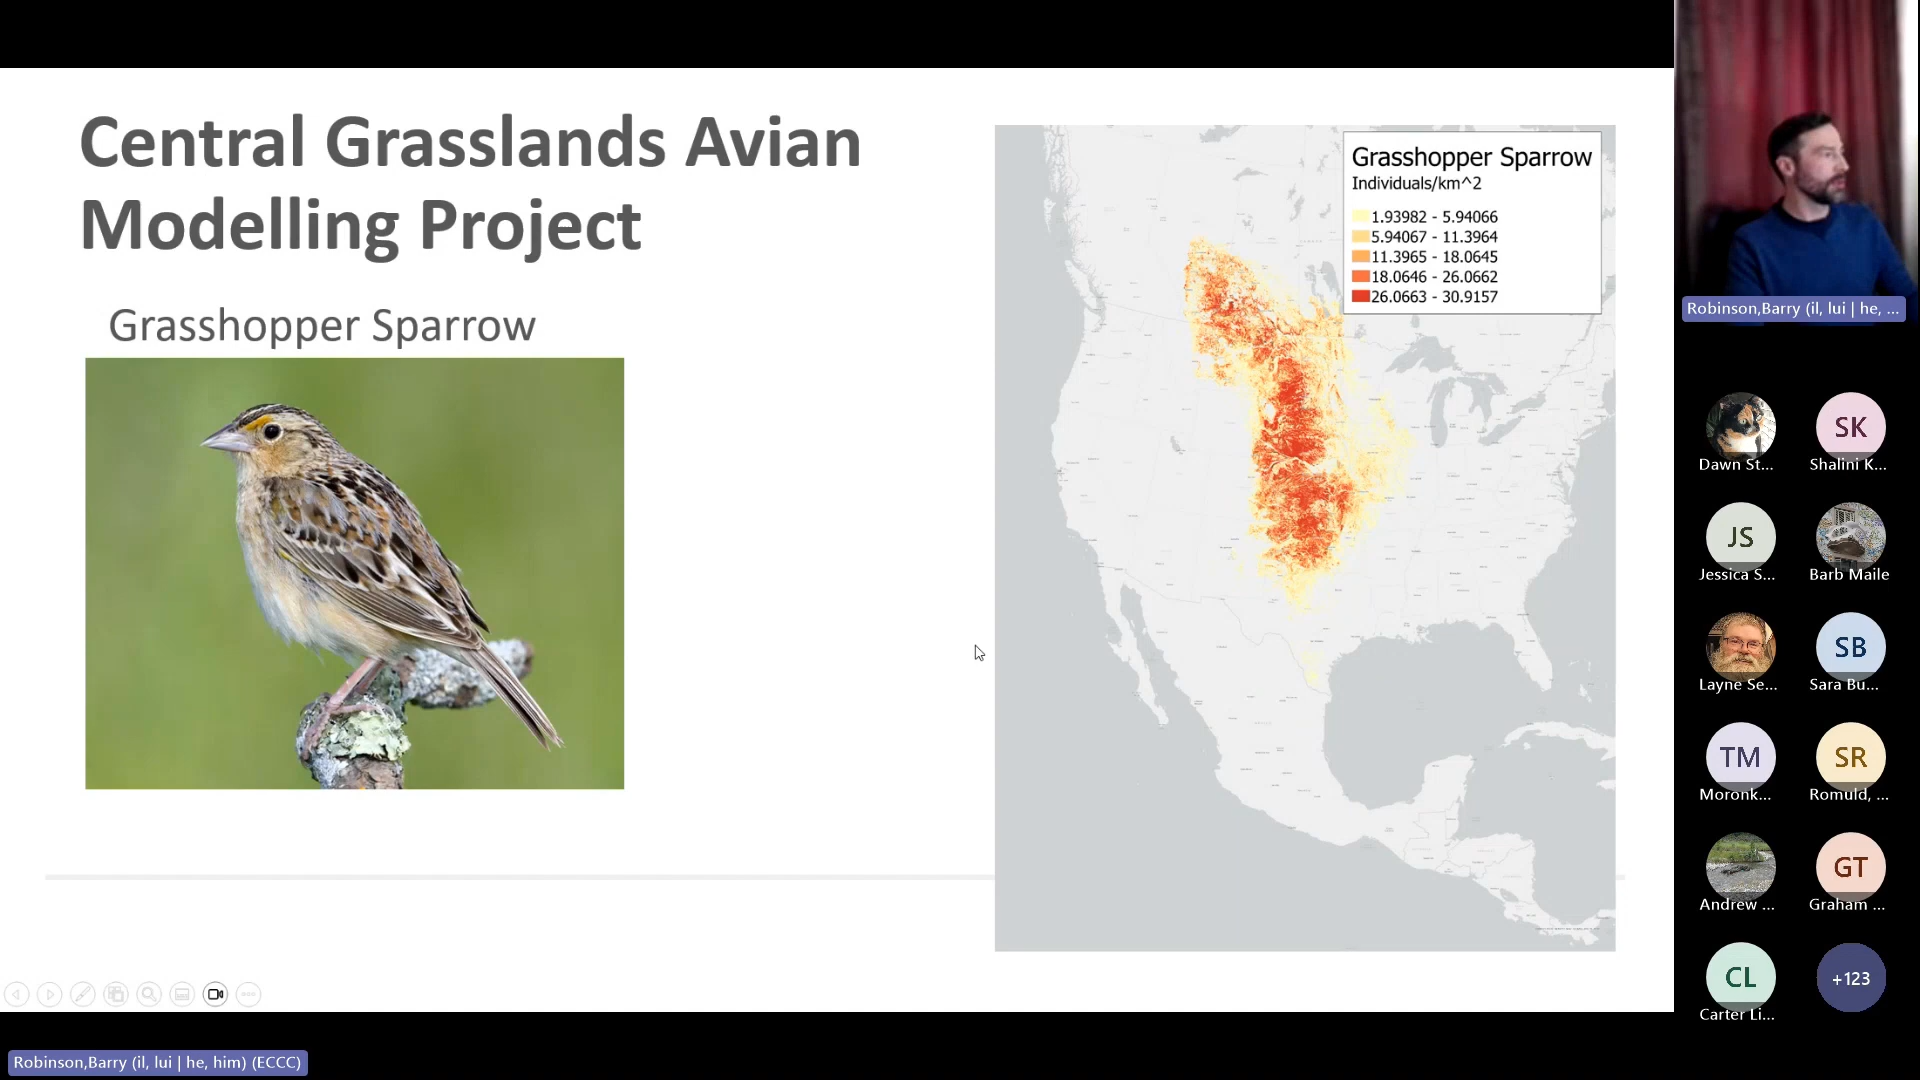 Central Grasslands Avian
Modelling Project
Grasshopper Sparrow
Grasshopper Sparrow
Individuals/km^2
1.93982 - 5.94066
5.94067 - 11.3964
11.3965 - 18.0645
18.0646 - 26.0662
26.0663 - 30.9157
Robinson,Barry (il, lui | he, ...
Dawn St...
SK
Shalini K...
JS
Jessica S...
Barb Maile
Layne Se...
SB
Sara Bu...
TM
Moronk...
SR
Romuld, ...
Andrew ...
GT
Graham ...
CL
Carter Li...
+123
Robinson,Barry (il, lui | he, him) (ECCC)